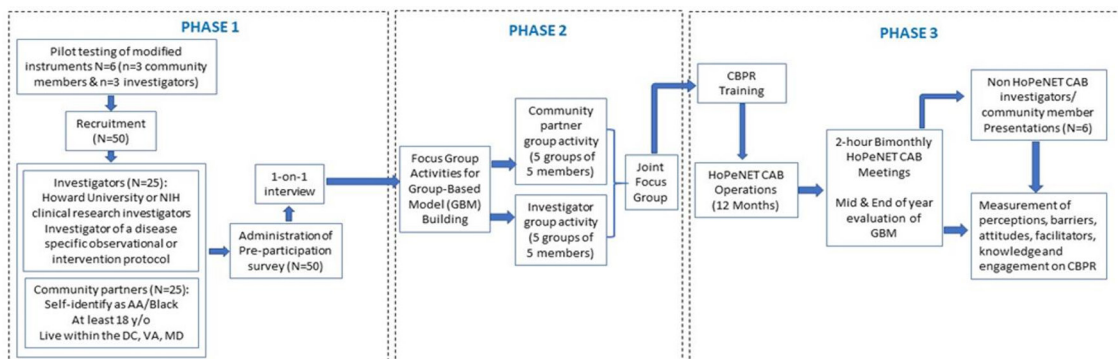 PHASE 1
Pilot testing of modified
instruments N=6 (n=3 community
members & n=3 investigators)
Recruitment
(N=50)
Investigators (N=25):
Howard University or NIH
clinical research investigators
Investigator of a disease
specific observational or
intervention protocol
Community partners (N=25):
Self-identify as AA/Black
At least 18 y/o
Live within the DC, VA, MD
1-on-1
interview
Administration of
Pre-participation
survey (N=50)
PHASE 2
Focus Group
Activities for
Group-Based
Model (GBM)
Building
Community
partner
group activity
(5 groups of
5 members)
Investigator
group activity
(5 groups of
5 members)
Joint
Focus
Group
PHASE 3
CBPR
Training
HoPeNET CAB
Operations
(12 Months)
2-hour Bimonthly
HoPeNET CAB
Meetings
Mid & End of year
evaluation of
GBM
Non HoPeNET CAB
investigators/
community member
Presentations (N=6)
Measurement of
perceptions, barriers,
attitudes, facilitators,
knowledge and
engagement on CBPR